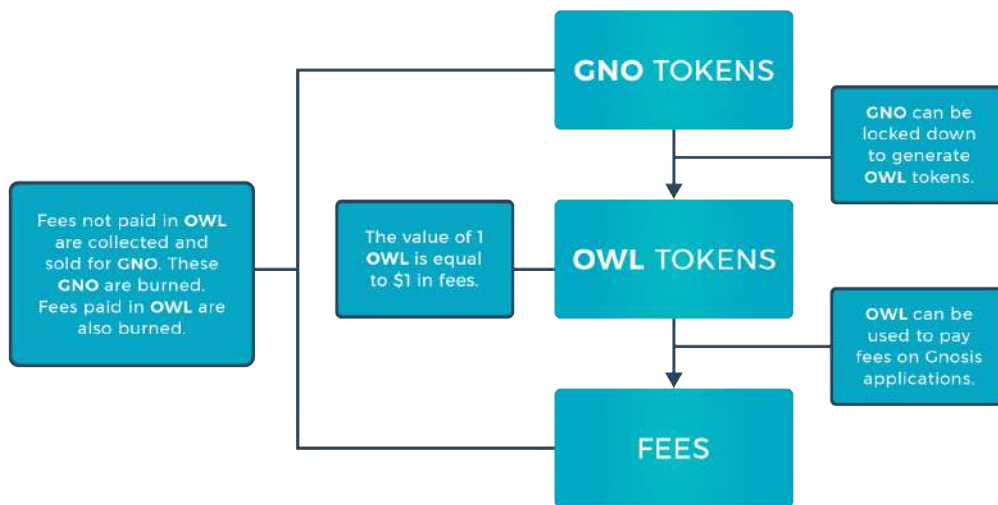 GNO TOKENS
GNO can be
locked down
to generate
OWL tokens.
Fees not paid in OWL
are collected and
sold for GNO. These
GNO are burned.
Fees paid in OWL are
also burned.
The value of 1
OWL is equal
to $1 in fees.
OWL TOKENS
OWL can be
used to pay
fees on Gnosis
applications.
FEES